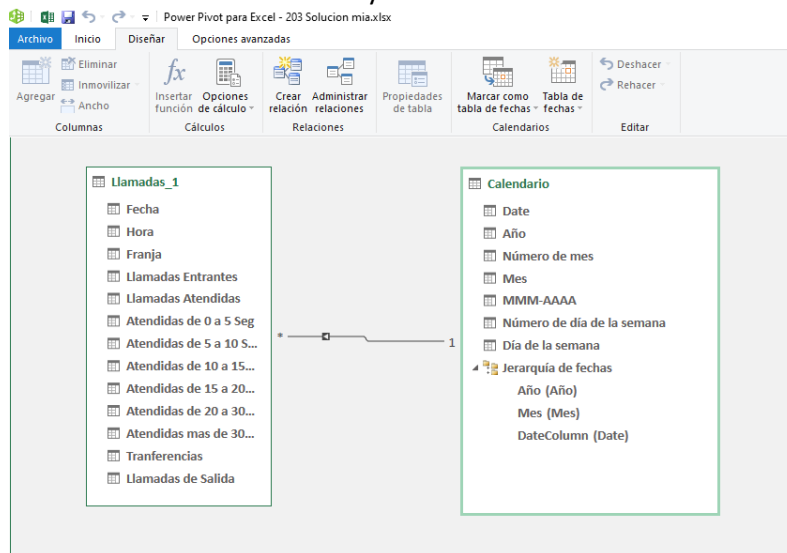 Power Pivot para Excel - 203 Solucion mia.xlsx
Archivo Inicio Diseñar Opciones avanzadas
Agregar
Eliminar
Inmovilizar
Ancho
Columnas
Insertar función
Opciones de cálculo
Cálculos
Crear relación
Administrar relaciones
Relaciones
Propiedades de tabla
Marcar como tabla de fechas
Tabla de fechas
Calendarios
Deshacer
Rehacer
Editar
Llamadas_1
Fecha
Hora
Franja
Llamadas Entrantes
Llamadas Atendidas
Atendidas de 0 a 5 Seg
Atendidas de 5 a 10 S...
Atendidas de 10 a 15...
Atendidas de 15 a 20...
Atendidas de 20 a 30...
Atendidas mas de 30...
Tranferencias
Llamadas de Salida
*
1
Calendario
Date
Año
Número de mes
Mes
MMM-AAAA
Número de día de la semana
Día de la semana
Jerarquía de fechas
Año (Año)
Mes (Mes)
DateColumn (Date)